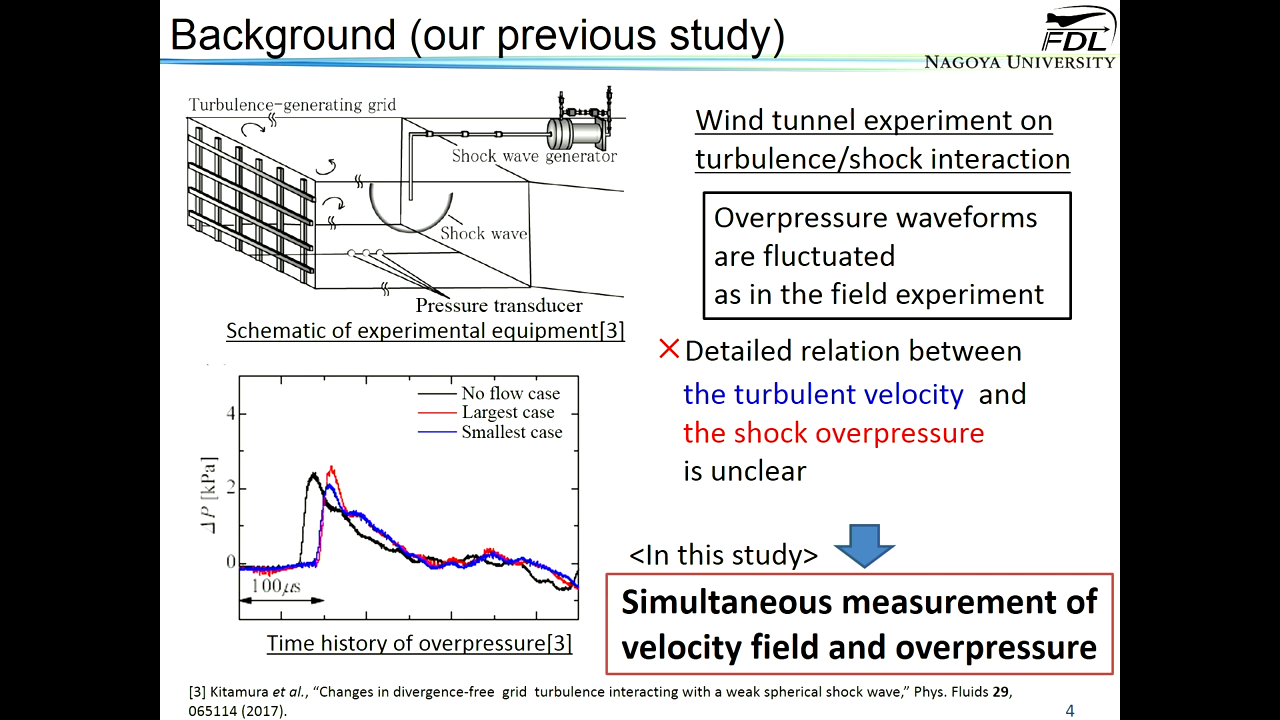 Background (our previous study)
FDL
NAGOYA UNIVERSITY
Turbulence-generating grid
Shock wave generator
Shock wave
Pressure transducer
Schematic of experimental equipment[3]
Wind tunnel experiment on
turbulence/shock interaction
Overpressure waveforms
are fluctuated
as in the field experiment
×Detailed relation between
the turbulent velocity and
the shock overpressure
is unclear
No flow case
Largest case
Smallest case
4
2
0
ΔP [kPa]
100μs
Time history of overpressure[3]
<In this study>
Simultaneous measurement of
velocity field and overpressure
[3] Kitamura et al., “Changes in divergence-free grid turbulence interacting with a weak spherical shock wave,” Phys. Fluids 29,
065114 (2017).
4